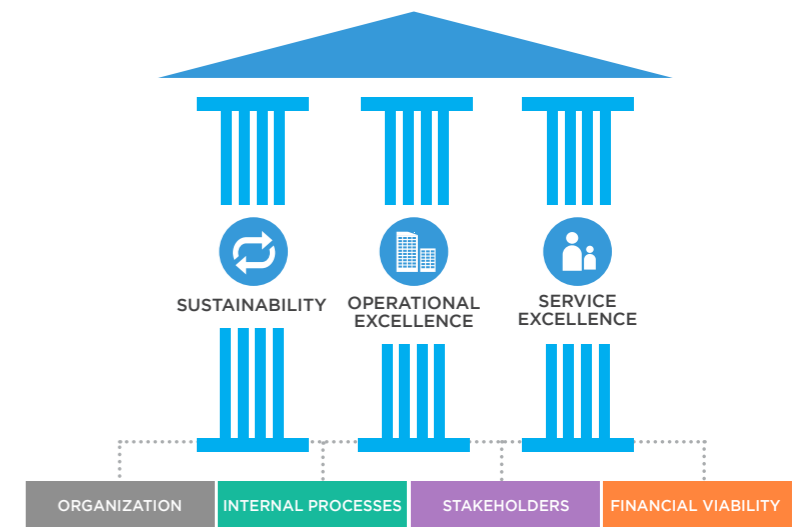 SUSTAINABILITY
OPERATIONAL
EXCELLENCE
SERVICE
EXCELLENCE
ORGANIZATION
INTERNAL PROCESSES
STAKEHOLDERS
FINANCIAL VIABILITY